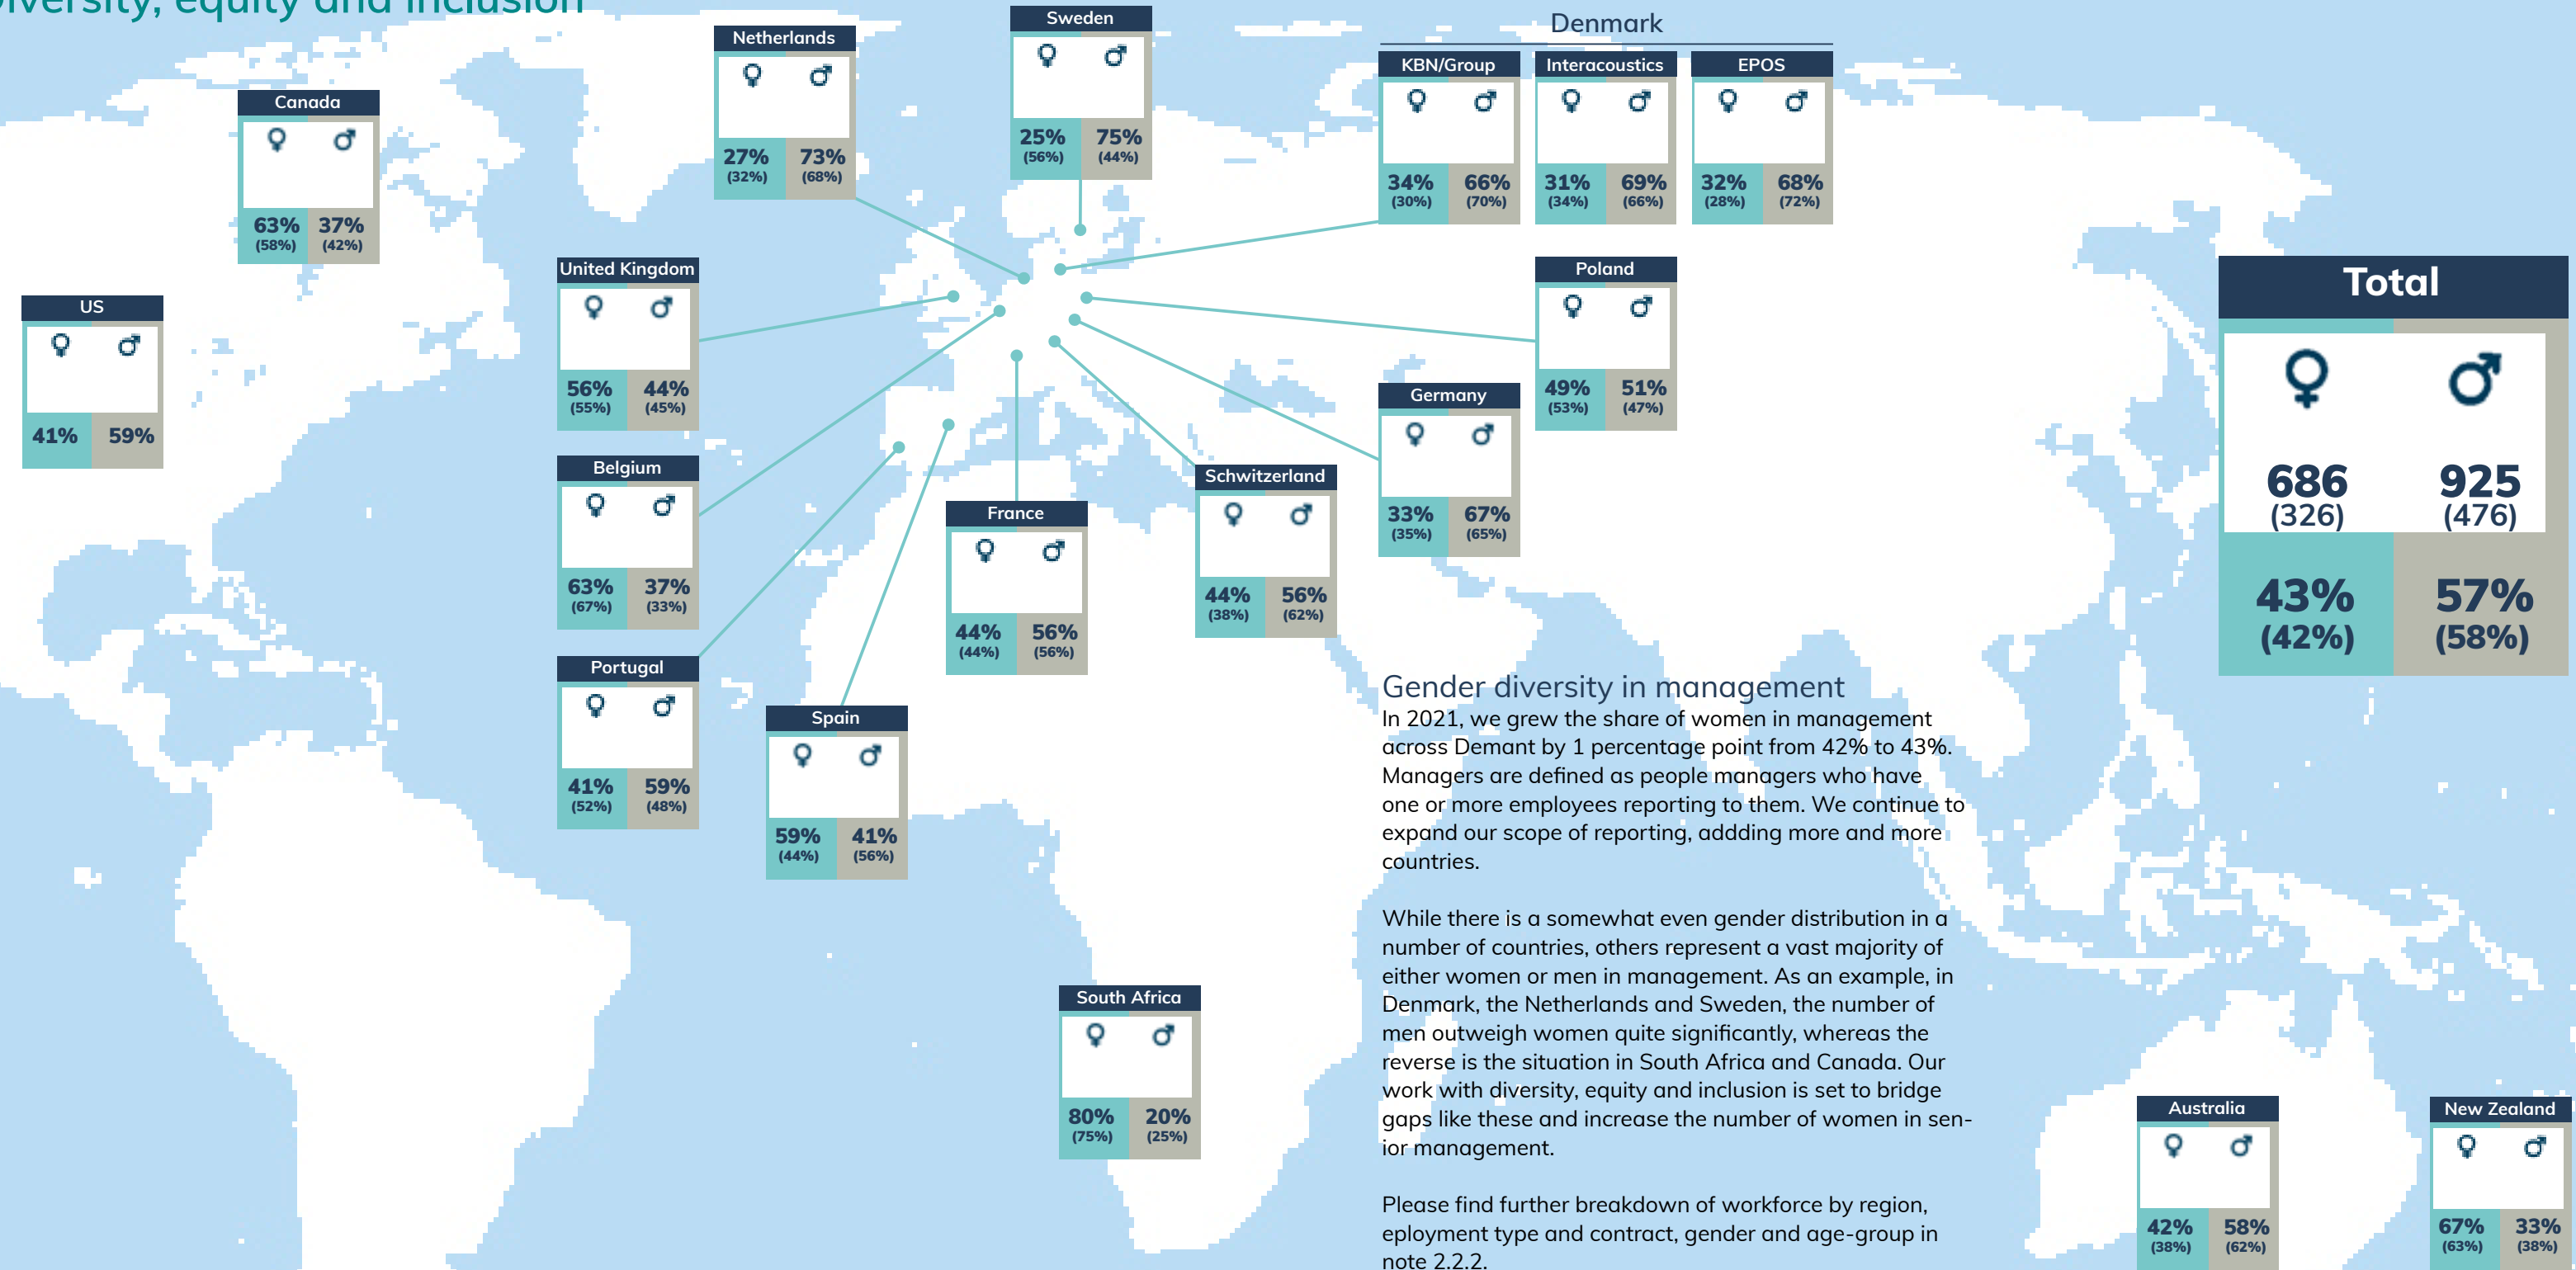 Diversity, equity and inclusion
Netherlands
27% 73%
(32%) (68%)
Sweden
25% 75%
(56%) (44%)
Denmark
KBN/Group
34% 66%
(30%) (70%)
Interacoustics
31% 69%
(34%) (66%)
EPOS
32% 68%
(28%) (72%)
Canada
63% 37%
(58%) (42%)
US
41% 59%
United Kingdom
56% 44%
(55%) (45%)
Poland
49% 51%
(53%) (47%)
Germany
33% 67%
(35%) (65%)
Total
686 925
(326) (476)
43% 57%
(42%) (58%)
Belgium
63% 37%
(67%) (33%)
France
44% 56%
(44%) (56%)
Schwitzerland
44% 56%
(38%) (62%)
Portugal
41% 59%
(52%) (48%)
Spain
59% 41%
(44%) (56%)
South Africa
80% 20%
(75%) (25%)
Gender diversity in management
In 2021, we grew the share of women in management
across Demant by 1 percentage point from 42% to 43%.
Managers are defined as people managers who have
one or more employees reporting to them. We continue to
expand our scope of reporting, addding more and more
countries.
While there is a somewhat even gender distribution in a
number of countries, others represent a vast majority of
either women or men in management. As an example, in
Denmark, the Netherlands and Sweden, the number of
men outweigh women quite significantly, whereas the
reverse is the situation in South Africa and Canada. Our
work with diversity, equity and inclusion is set to bridge
gaps like these and increase the number of women in sen-
ior management.
Please find further breakdown of workforce by region,
eployment type and contract, gender and age-group in
note 2.2.2.
Australia
42% 58%
(38%) (62%)
New Zealand
67% 33%
(63%) (38%)